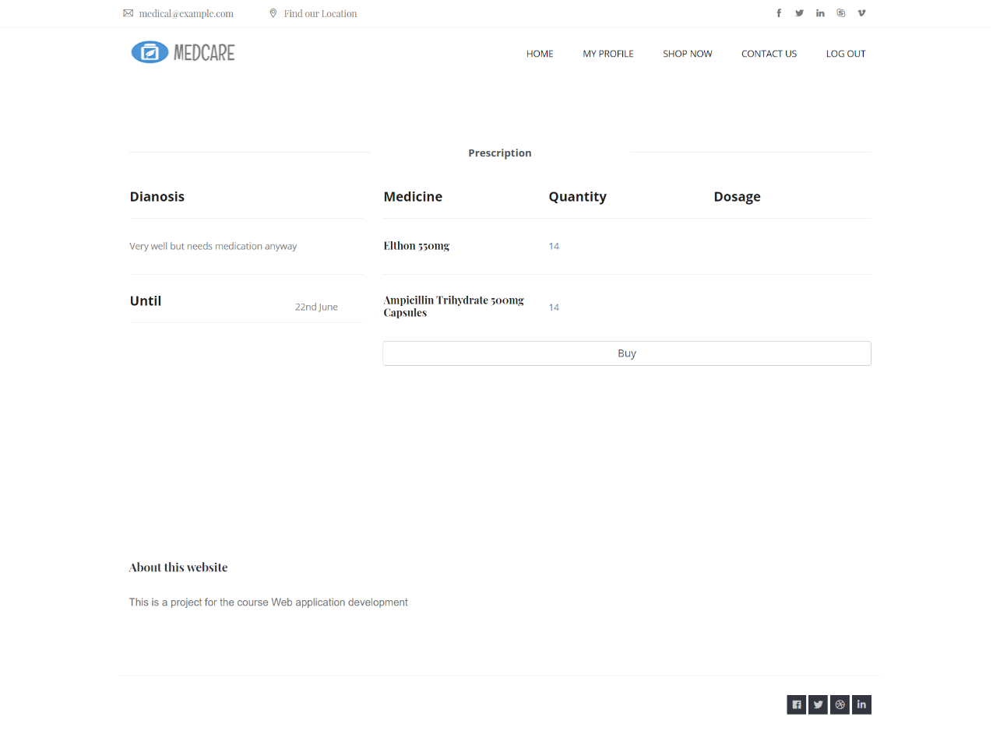 medical@example.com
Find our Location
MEDCARE
HOME
MY PROFILE
SHOP NOW
CONTACT US
LOG OUT
Prescription
Dianosis
Very well but needs medication anyway
Until
22nd June
Medicine
Quantity
Dosage
Elthon 550mg
14
Ampicillin Trihydrate 500mg
Capsules
14
Buy
About this website
This is a project for the course Web application development